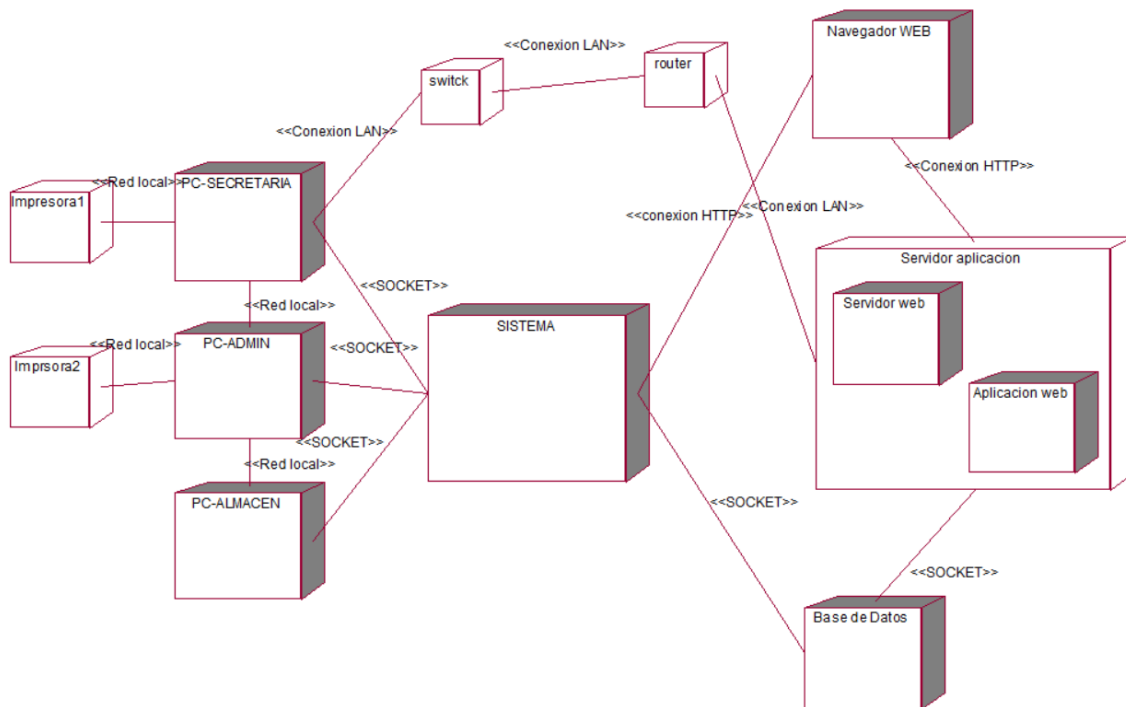 Navegador WEB
<<Conexion LAN>>
router
switck
<<Conexion LAN>>
<<Conexion HTTP>>
<<Red local>>
PC-SECRETARIA
Impresora1
<<conexion HTTP>>
<<Conexion LAN>>
Servidor aplicacion
<<SOCKET>>
Servidor web
<<Red local>>
SISTEMA
PC-ADMIN
<<Red local>>
<<SOCKET>>
Imprsora2
Aplicacion web
<<SOCKET>>
<<Red local>>
PC-ALMACEN
<<SOCKET>>
<<SOCKET>>
Base de Datos